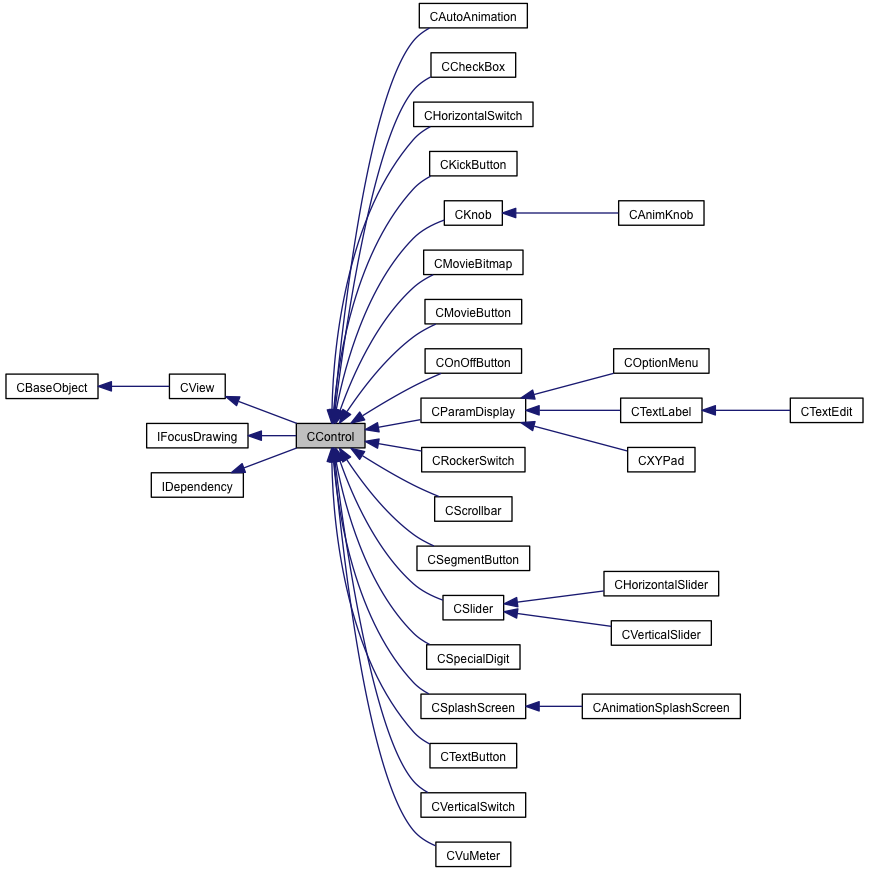 CAutoAnimation
CCheckBox
CHorizontalSwitch
CKickButton
CKnob
CAnimKnob
CMovieBitmap
CMovieButton
COnOffButton
COptionMenu
CBaseObject
CView
CParamDisplay
CTextLabel
CTextEdit
IFocusDrawing
CControl
CRockerSwitch
CXYPad
IDependency
CScrollbar
CSegmentButton
CHorizontalSlider
CSlider
CVerticalSlider
CSpecialDigit
CSplashScreen
CAnimationSplashScreen
CTextButton
CVerticalSwitch
CVuMeter